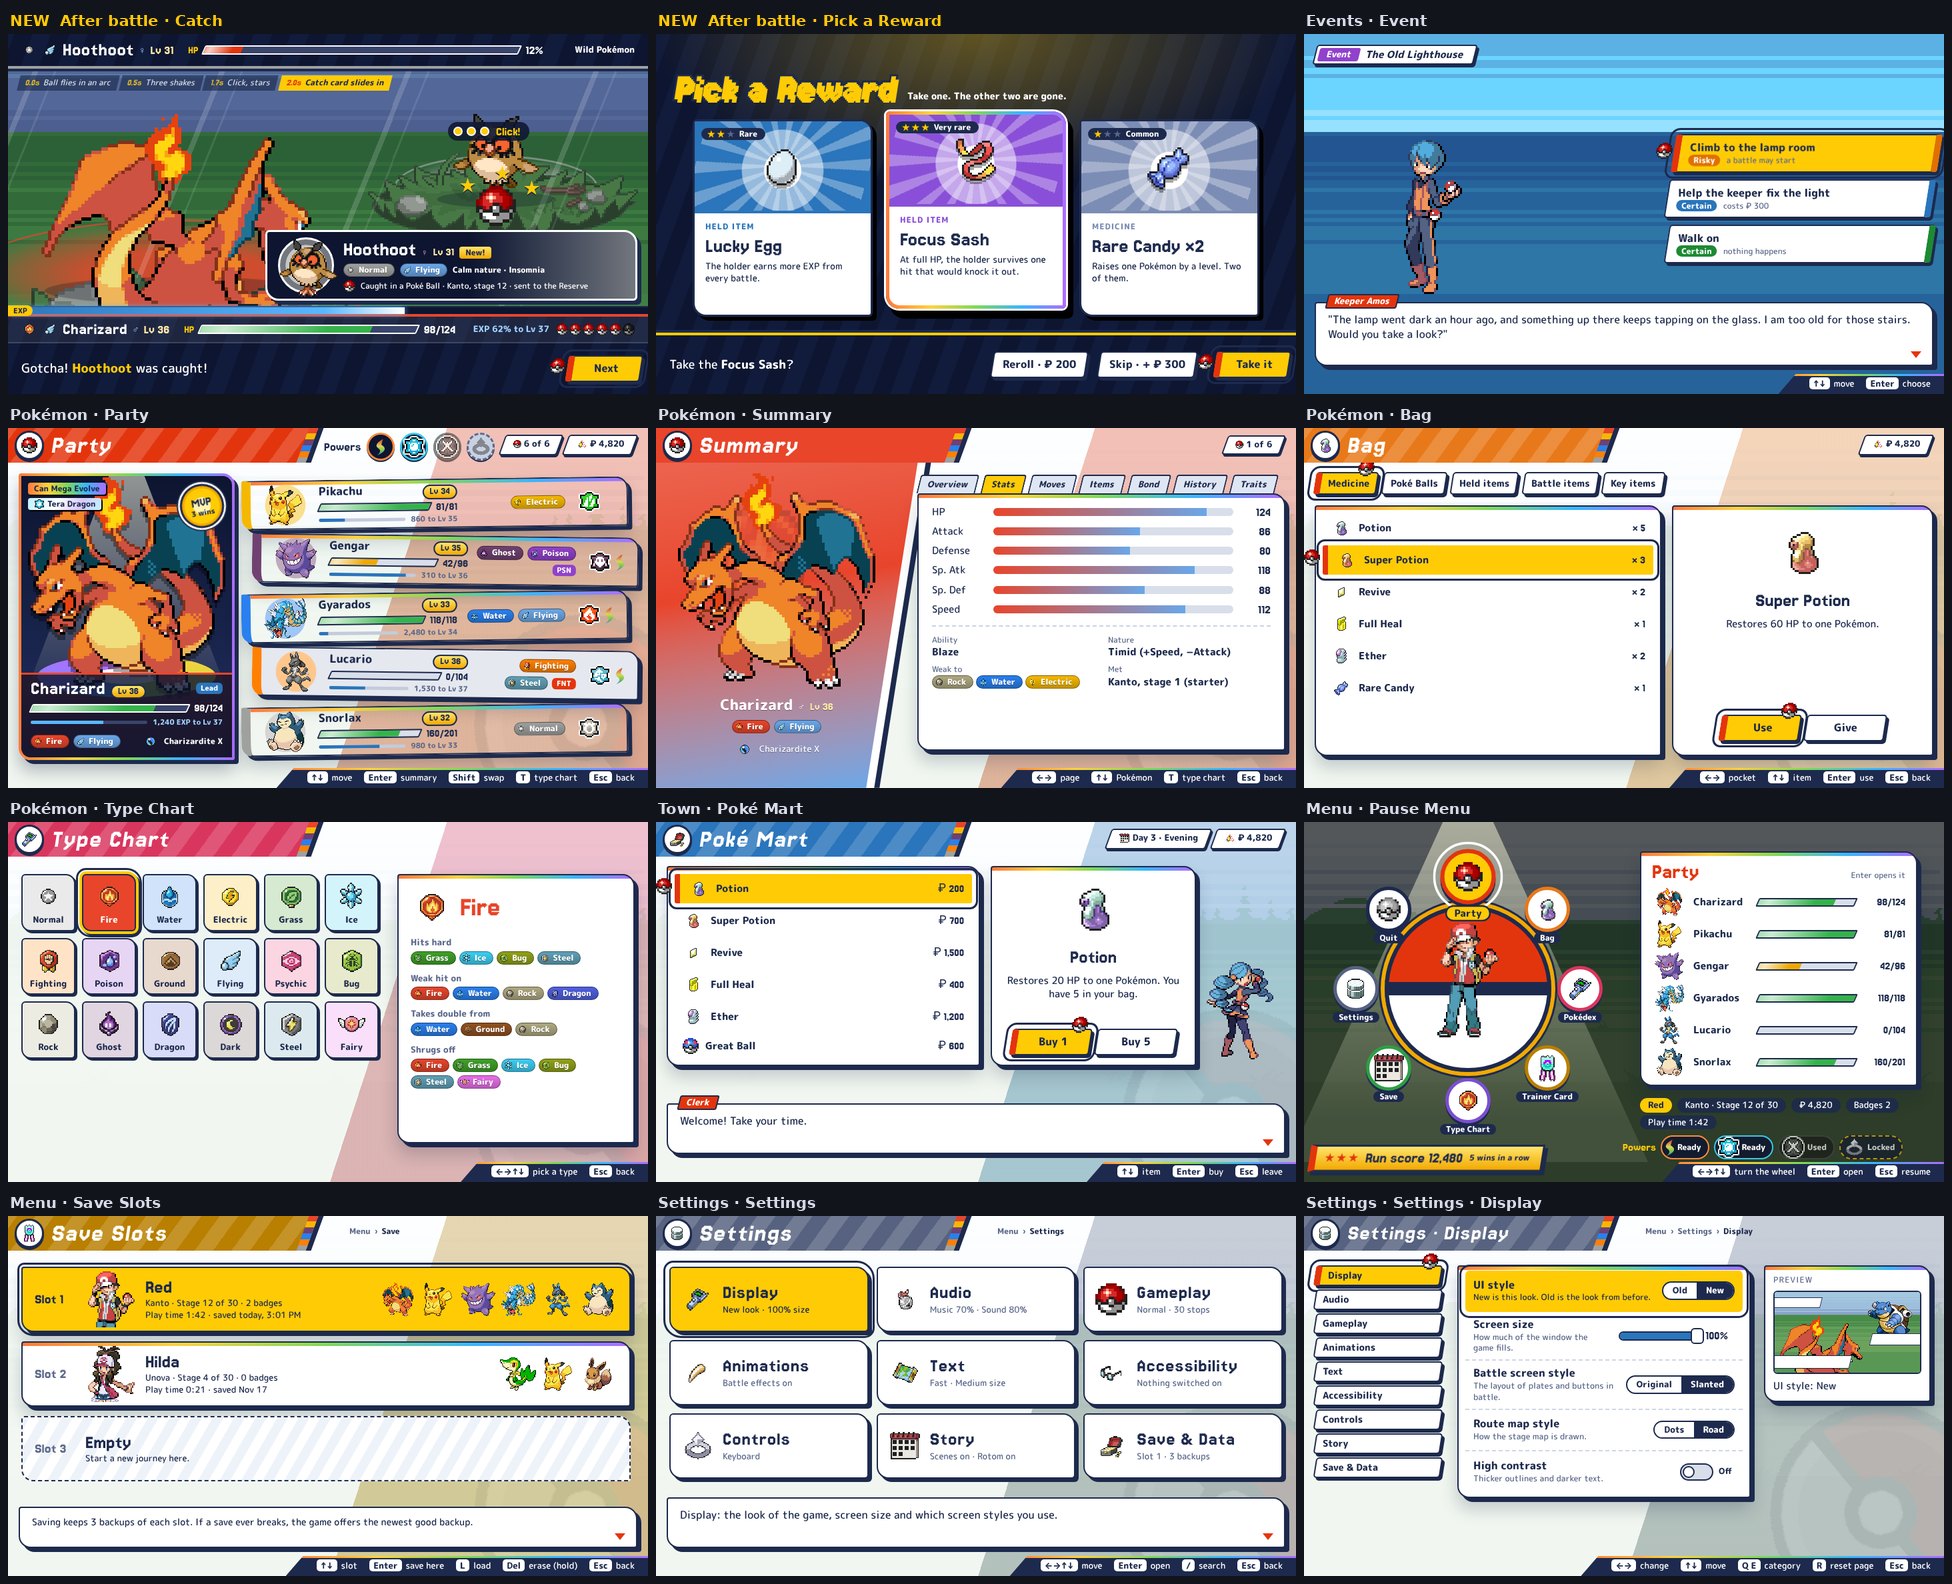 NEW After battle · Catch
Hoothoot ♀ Lv 31 HP 12% Wild Pokémon
0.0s Ball flies in an arc 0.5s Three shakes 1.7s Click, stars 2.0s Catch card slides in
Click!
Hoothoot ♀ Lv 31 New!
Normal Flying Calm nature · Insomnia
Caught in a Poké Ball · Kanto, stage 12 · sent to the Reserve
EXP
Charizard ♂ Lv 36 HP 98/124 EXP 62% to Lv 37
Gotcha! Hoothoot was caught!
Next
NEW After battle · Pick a Reward
Pick a Reward Take one. The other two are gone.
Rare
HELD ITEM
Lucky Egg
The holder earns more EXP from
every battle.
Very rare
HELD ITEM
Focus Sash
At full HP, the holder survives one
hit that would knock it out.
Common
MEDICINE
Rare Candy ×2
Raises one Pokémon by a level. Two
of them.
Take the Focus Sash?
Reroll · ₽ 200 Skip · + ₽ 300 Take it
Events · Event
Event The Old Lighthouse
Climb to the lamp room
Risky a battle may start
Help the keeper fix the light
Certain costs ₽ 300
Walk on
Certain nothing happens
Keeper Amos
"The lamp went dark an hour ago, and something up there keeps tapping on the glass. I am too old for those stairs.
Would you take a look?"
↑↓ move Enter choose
Pokémon · Party
Party Powers 6 of 6 ₽ 4,820
Can Mega Evolve
Tera Dragon
MVP
3 wins
Charizard Lv 36 Lead
98/124
1,240 EXP to Lv 37
Fire Flying Charizardite X
Pikachu Lv 34
81/81
860 to Lv 35
Electric
Gengar Lv 35
42/96
310 to Lv 36
Ghost Poison
PSN
Gyarados Lv 33
118/118
2,480 to Lv 34
Water Flying
Lucario Lv 36
0/104
1,530 to Lv 37
Fighting
Steel FNT
Snorlax Lv 32
160/201
980 to Lv 33
Normal
↑↓ move Enter summary Shift swap T type chart Esc back
Pokémon · Summary
Summary 1 of 6
Charizard ♂ Lv 36
Fire Flying
Charizardite X
Overview Stats Moves Items Bond History Traits
HP 124
Attack 86
Defense 80
Sp. Atk 118
Sp. Def 88
Speed 112
Ability
Blaze
Nature
Timid (+Speed, −Attack)
Weak to
Rock Water Electric
Met
Kanto, stage 1 (starter)
←→ page ↑↓ Pokémon T type chart Esc back
Pokémon · Bag
Bag ₽ 4,820
Medicine Poké Balls Held items Battle items Key items
Potion ×5
Super Potion ×3
Revive ×2
Full Heal ×1
Ether ×2
Rare Candy ×1
Super Potion
Restores 60 HP to one Pokémon.
Use Give
←→ pocket ↑↓ item Enter use Esc back
Pokémon · Type Chart
Type Chart
Normal Fire Water Electric Grass Ice
Fighting Poison Ground Flying Psychic Bug
Rock Ghost Dragon Dark Steel Fairy
Fire
Hits hard
Grass Ice Bug Steel
Weak hit on
Fire Water Rock Dragon
Takes double from
Water Ground Rock
Shrugs off
Fire Grass Ice Bug
Steel Fairy
←→↑↓ pick a type Esc back
Town · Poké Mart
Poké Mart Day 3 · Evening ₽ 4,820
Potion ₽ 200
Super Potion ₽ 700
Revive ₽ 1,500
Full Heal ₽ 400
Ether ₽ 1,200
Great Ball ₽ 600
Potion
Restores 20 HP to one Pokémon. You
have 5 in your bag.
Buy 1 Buy 5
Clerk
Welcome! Take your time.
↑↓ item Enter buy Esc leave
Menu · Pause Menu
Party
Bag
Pokédex
Trainer Card
Type Chart
Save
Settings
Quit
Run score 12,480 5 wins in a row
Party Enter opens it
Charizard 98/124
Pikachu 81/81
Gengar 42/96
Gyarados 118/118
Lucario 0/104
Snorlax 160/201
Red Kanto · Stage 12 of 30 ₽ 4,820 Badges 2
Play time 1:42
Powers Ready Ready Used Locked
←→↑↓ turn the wheel Enter open Esc resume
Menu · Save Slots
Save Slots Menu › Save
Slot 1
Red
Kanto · Stage 12 of 30 · 2 badges
Play time 1:42 · saved today, 3:01 PM
Slot 2
Hilda
Unova · Stage 4 of 30 · 0 badges
Play time 0:21 · saved Nov 17
Slot 3
Empty
Start a new journey here.
Saving keeps 3 backups of each slot. If a save ever breaks, the game offers the newest good backup.
↑↓ slot Enter save here L load Del erase (hold) Esc back
Settings · Settings
Settings Menu › Settings
Display
New look · 100% size
Audio
Music 70% · Sound 80%
Gameplay
Normal · 30 stops
Animations
Battle effects on
Text
Fast · Medium size
Accessibility
Nothing switched on
Controls
Keyboard
Story
Scenes on · Rotom on
Save & Data
Slot 1 · 3 backups
Display: the look of the game, screen size and which screen styles you use.
←→↑↓ move Enter open / search Esc back
Settings · Settings · Display
Settings · Display Menu › Settings › Display
Display
Audio
Gameplay
Animations
Text
Accessibility
Controls
Story
Save & Data
UI style
New is this look. Old is the look from before.
Old New
Screen size
How much of the window the
game fills.
100%
Battle screen style
The layout of plates and buttons in
battle.
Original Slanted
Route map style
How the stage map is drawn.
Dots Road
High contrast
Thicker outlines and darker text.
Off
PREVIEW
UI style: New
←→ change ↑↓ move Q E category R reset page Esc back